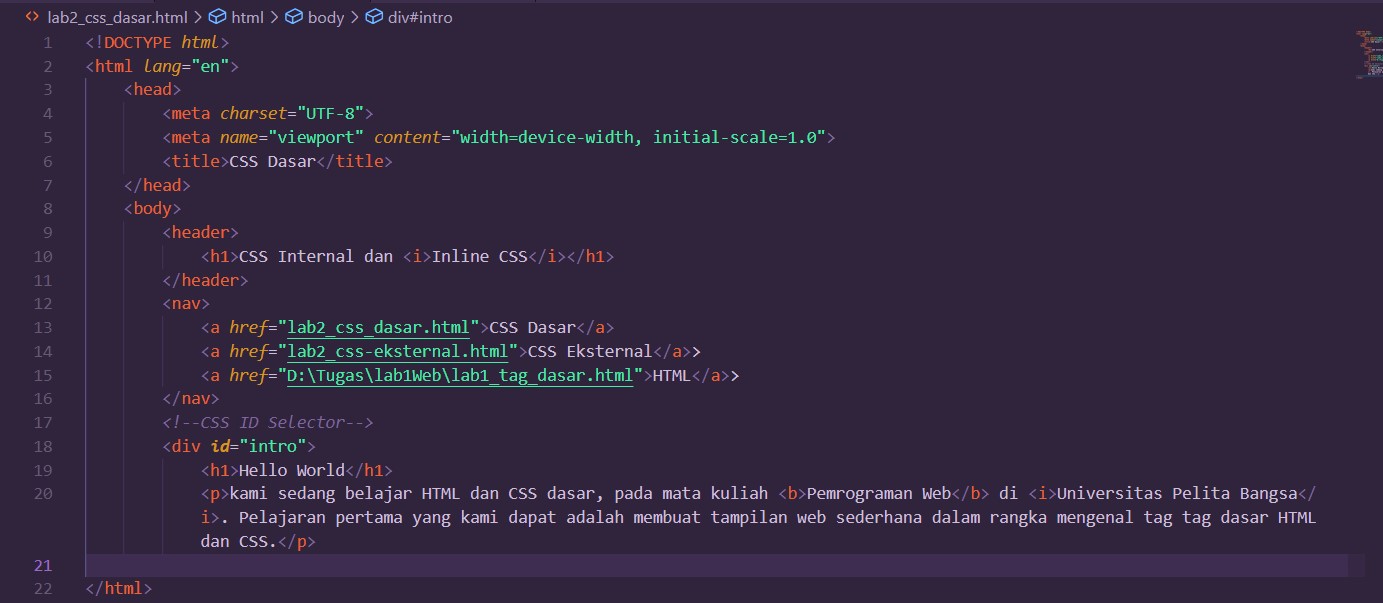 lab2_css_dasar.html > html > body > div#intro
1 <!DOCTYPE html>
2 <html lang="en">
3 <head>
4 <meta charset="UTF-8">
5 <meta name="viewport" content="width=device-width, initial-scale=1.0">
6 <title>CSS Dasar</title>
7 </head>
8 <body>
9 <header>
10 <h1>CSS Internal dan <i>Inline CSS</i></h1>
11 </header>
12 <nav>
13 <a href="lab2_css_dasar.html">CSS Dasar</a>
14 <a href="lab2_css-eksternal.html">CSS Eksternal</a>>
15 <a href="D:\Tugas\lab1Web\lab1_tag_dasar.html">HTML</a>>
16 </nav>
17 <!--CSS ID Selector-->
18 <div id="intro">
19 <h1>Hello World</h1>
20 <p>kami sedang belajar HTML dan CSS dasar, pada mata kuliah <b>Pemrograman Web</b> di <i>Universitas Pelita Bangsa</
i>. Pelajaran pertama yang kami dapat adalah membuat tampilan web sederhana dalam rangka mengenal tag tag dasar HTML
dan CSS.</p>
21
22 </html>